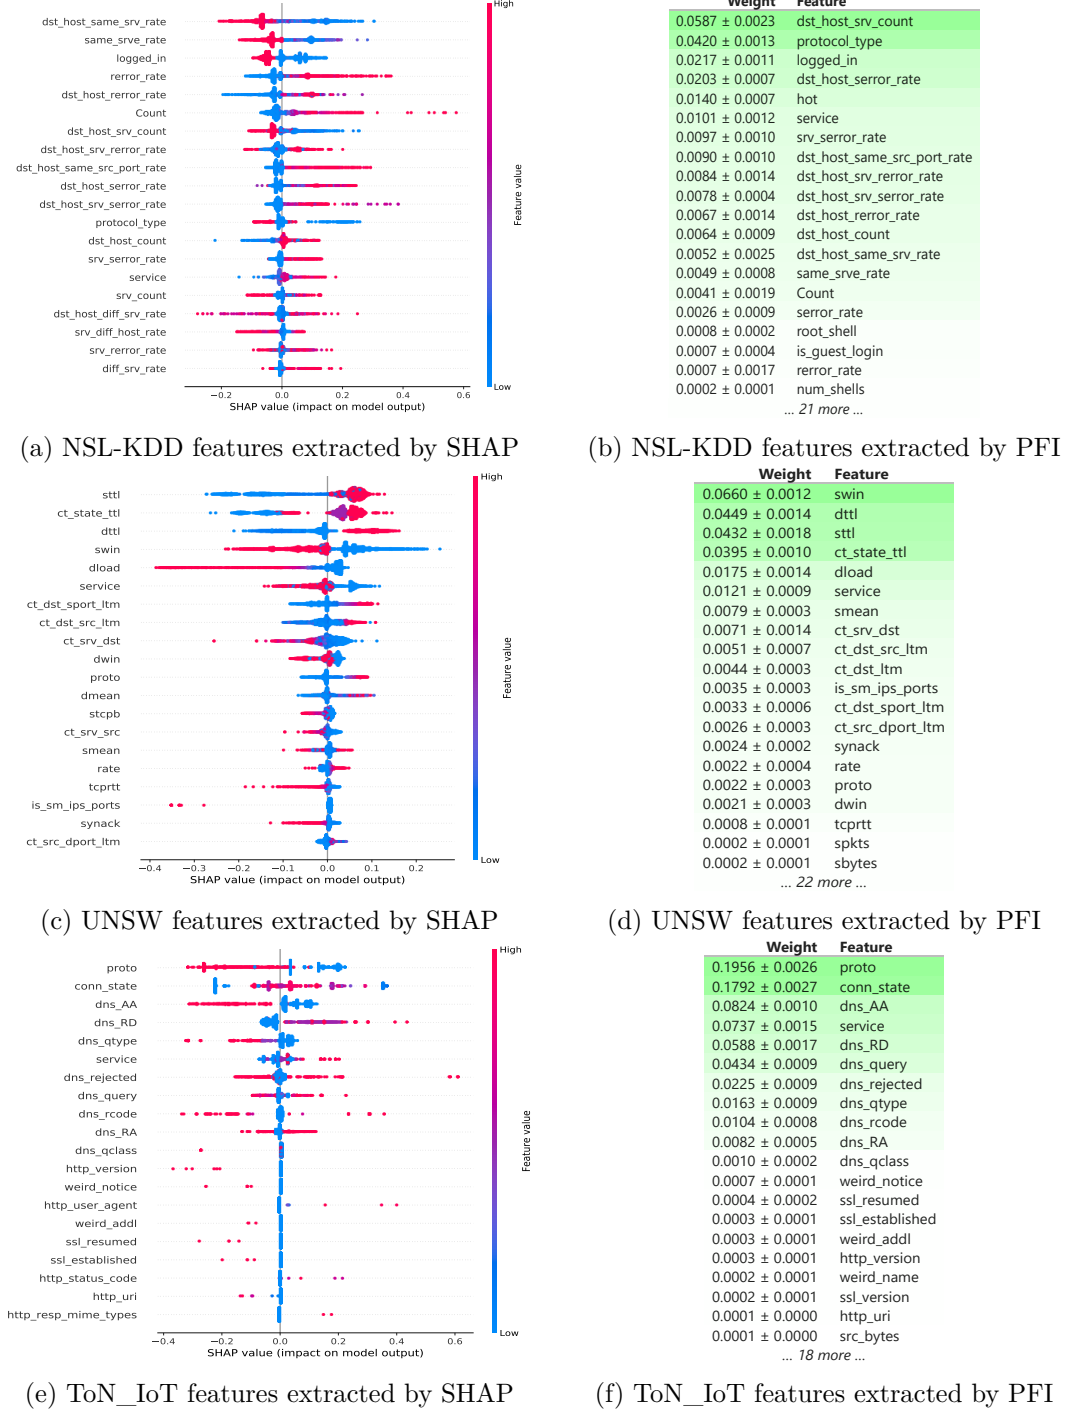 High
dst_host_same_srv_rate
same_srve_rate
logged_in
rerror_rate
dst_host_rerror_rate
Count
dst_host_srv_count
dst_host_srv_rerror_rate
dst_host_same_src_port_rate
dst_host_serror_rate
dst_host_srv_serror_rate
protocol_type
dst_host_count
srv_serror_rate
service
srv_count
dst_host_diff_srv_rate
srv_diff_host_rate
srv_rerror_rate
diff_srv_rate
Feature value
Low
−0.2 0.0 0.2 0.4 0.6
SHAP value (impact on model output)
Weight Feature
0.0587 ± 0.0023 dst_host_srv_count
0.0420 ± 0.0013 protocol_type
0.0217 ± 0.0011 logged_in
0.0203 ± 0.0007 dst_host_serror_rate
0.0140 ± 0.0007 hot
0.0101 ± 0.0012 service
0.0097 ± 0.0010 srv_serror_rate
0.0090 ± 0.0010 dst_host_same_src_port_rate
0.0084 ± 0.0014 dst_host_srv_rerror_rate
0.0078 ± 0.0004 dst_host_srv_serror_rate
0.0067 ± 0.0014 dst_host_rerror_rate
0.0064 ± 0.0009 dst_host_count
0.0052 ± 0.0025 dst_host_same_srv_rate
0.0049 ± 0.0008 same_srve_rate
0.0041 ± 0.0019 Count
0.0026 ± 0.0009 serror_rate
0.0008 ± 0.0002 root_shell
0.0007 ± 0.0004 is_guest_login
0.0007 ± 0.0017 rerror_rate
0.0002 ± 0.0001 num_shells
... 21 more ...
(a) NSL-KDD features extracted by SHAP
(b) NSL-KDD features extracted by PFI
High
sttl
ct_state_ttl
dttl
swin
dload
service
ct_dst_sport_ltm
ct_dst_src_ltm
ct_srv_dst
dwin
proto
dmean
stcpb
ct_srv_src
smean
rate
tcprtt
is_sm_ips_ports
synack
ct_src_dport_ltm
Feature value
Low
−0.4 −0.3 −0.2 −0.1 0.0 0.1 0.2
SHAP value (impact on model output)
Weight Feature
0.0660 ± 0.0012 swin
0.0449 ± 0.0014 dttl
0.0432 ± 0.0018 sttl
0.0395 ± 0.0010 ct_state_ttl
0.0175 ± 0.0014 dload
0.0121 ± 0.0009 service
0.0079 ± 0.0003 smean
0.0071 ± 0.0014 ct_srv_dst
0.0051 ± 0.0007 ct_dst_src_ltm
0.0044 ± 0.0003 ct_dst_ltm
0.0035 ± 0.0003 is_sm_ips_ports
0.0033 ± 0.0006 ct_dst_sport_ltm
0.0026 ± 0.0003 ct_src_dport_ltm
0.0024 ± 0.0002 synack
0.0022 ± 0.0004 rate
0.0022 ± 0.0003 proto
0.0021 ± 0.0003 dwin
0.0008 ± 0.0001 tcprtt
0.0002 ± 0.0001 spkts
0.0002 ± 0.0001 sbytes
... 22 more ...
(c) UNSW features extracted by SHAP
(d) UNSW features extracted by PFI
High
proto
conn_state
dns_AA
dns_RD
dns_qtype
service
dns_rejected
dns_query
dns_rcode
dns_RA
dns_qclass
http_version
weird_notice
http_user_agent
weird_addl
ssl_resumed
ssl_established
http_status_code
http_uri
http_resp_mime_types
Feature value
Low
−0.4 −0.2 0.0 0.2 0.4 0.6
SHAP value (impact on model output)
Weight Feature
0.1956 ± 0.0026 proto
0.1792 ± 0.0027 conn_state
0.0824 ± 0.0010 dns_AA
0.0737 ± 0.0015 service
0.0588 ± 0.0017 dns_RD
0.0434 ± 0.0009 dns_query
0.0225 ± 0.0009 dns_rejected
0.0163 ± 0.0009 dns_qtype
0.0104 ± 0.0008 dns_rcode
0.0082 ± 0.0005 dns_RA
0.0010 ± 0.0002 dns_qclass
0.0007 ± 0.0001 weird_notice
0.0004 ± 0.0002 ssl_resumed
0.0003 ± 0.0001 ssl_established
0.0003 ± 0.0001 weird_addl
0.0003 ± 0.0001 http_version
0.0002 ± 0.0001 weird_name
0.0002 ± 0.0001 ssl_version
0.0001 ± 0.0000 http_uri
0.0001 ± 0.0000 src_bytes
... 18 more ...
(e) ToN_IoT features extracted by SHAP
(f) ToN_IoT features extracted by PFI